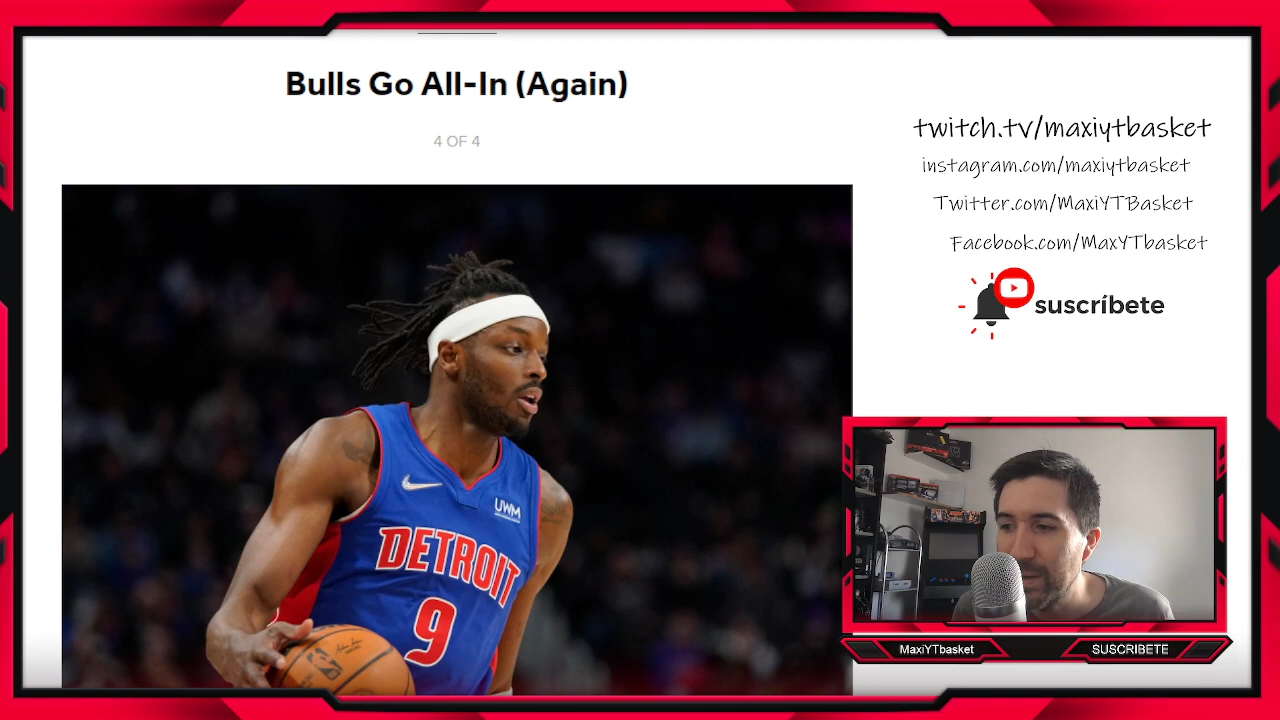 Bulls Go All-In (Again)
4 OF 4
twitch.tv/maxiytbasket
instagram.com/maxiytbasket
Twitter.com/MaxiYTBasket
Facebook.com/MaxYTbasket
suscríbete
UWM
DETROIT
9
MaxiYTbasket
SUSCRIBETE